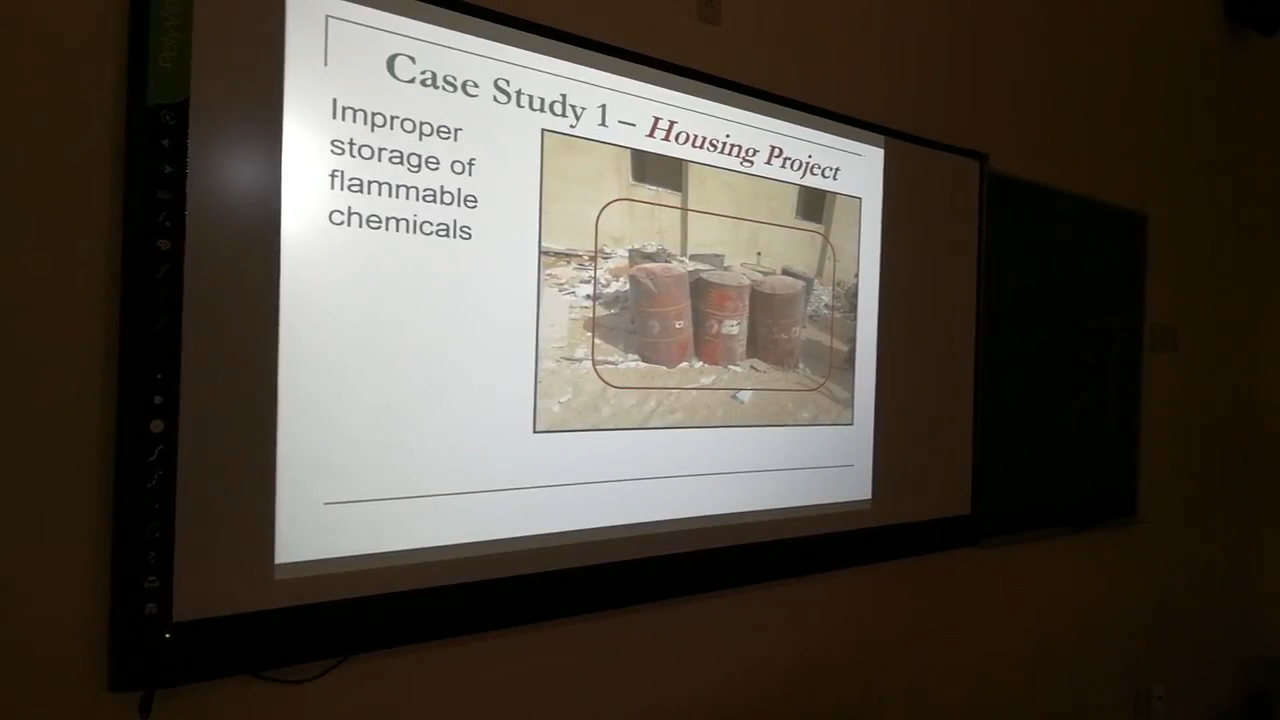 Case Study 1 – Housing Project
Improper
storage of
flammable
chemicals